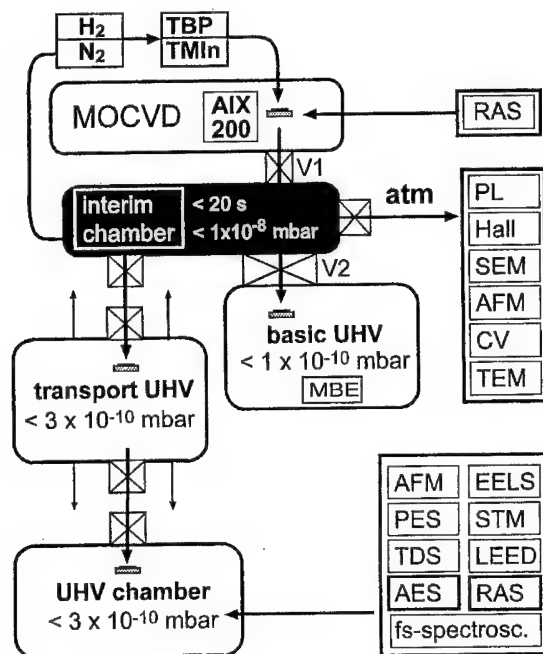 H2
N2
TBP
TMIn
MOCVD
AIX
200
RAS
V1
interim
chamber
< 20 s
< 1x10-8 mbar
atm
V2
PL
Hall
SEM
AFM
CV
TEM
basic UHV
< 1 x 10-10 mbar
MBE
transport UHV
< 3 x 10-10 mbar
UHV chamber
< 3 x 10-10 mbar
AFM EELS
PES STM
TDS LEED
AES RAS
fs-spectrosc.